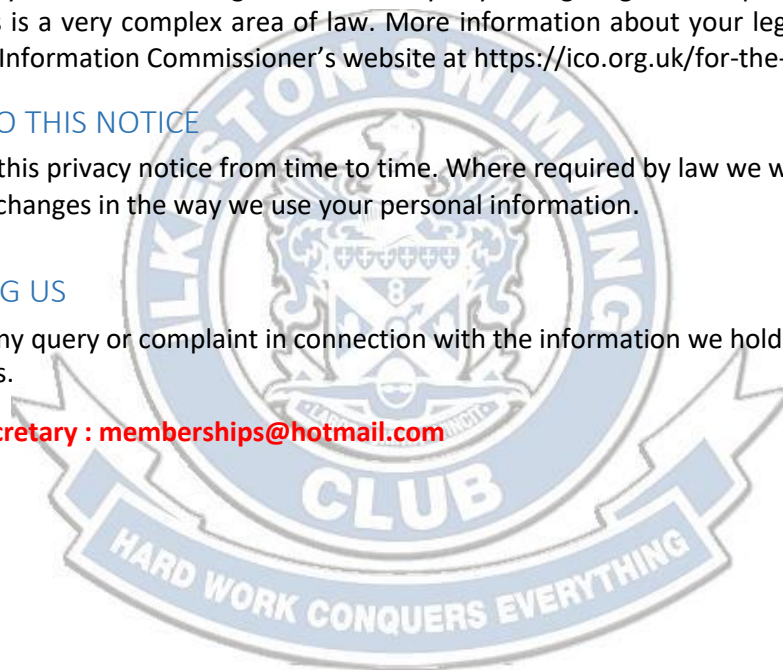 s is a very complex area of law. More information about your leg
Information Commissioner’s website at https://ico.org.uk/for-the-
O THIS NOTICE
this privacy notice from time to time. Where required by law we w
changes in the way we use your personal information.
G US
ny query or complaint in connection with the information we hold
s.
cretary : memberships@hotmail.com
LKESTON SWIMMING
CLUB
HARD WORK CONQUERS EVERYTHING